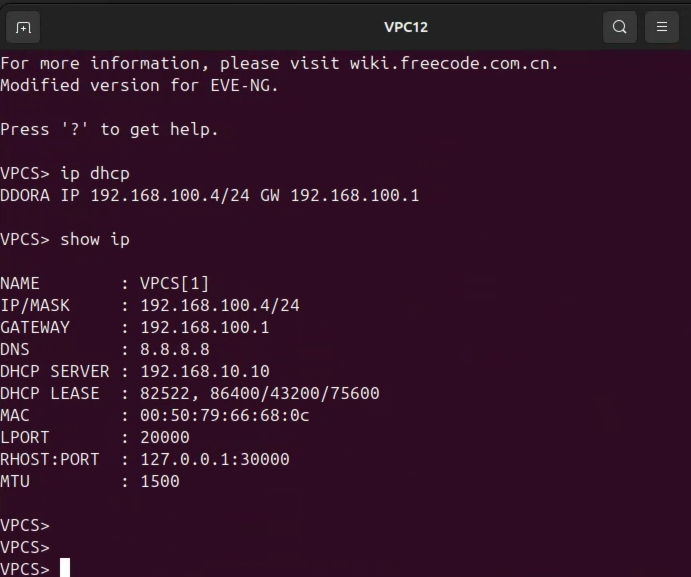 VPC12
For more information, please visit wiki.freecode.com.cn.
Modified version for EVE-NG.
Press '?' to get help.
VPCS> ip dhcp
DDORA IP 192.168.100.4/24 GW 192.168.100.1
VPCS> show ip
NAME        : VPCS[1]
IP/MASK     : 192.168.100.4/24
GATEWAY     : 192.168.100.1
DNS         : 8.8.8.8
DHCP SERVER : 192.168.10.10
DHCP LEASE  : 82522, 86400/43200/75600
MAC         : 00:50:79:66:68:0c
LPORT       : 20000
RHOST:PORT  : 127.0.0.1:30000
MTU         : 1500
VPCS>
VPCS>
VPCS>